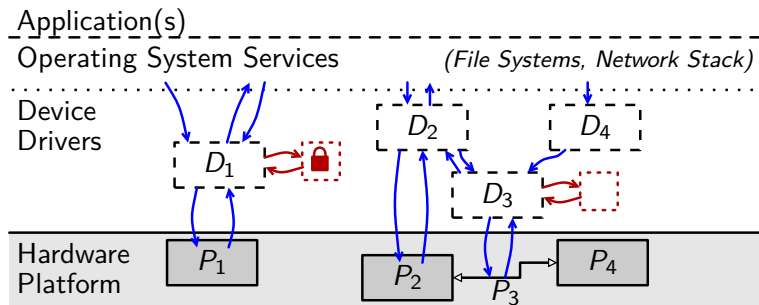 Application(s)
Operating System Services
(File Systems, Network Stack)
Device
Drivers
D1
D2
D4
D3
Hardware
Platform
P1
P2
P3
P4